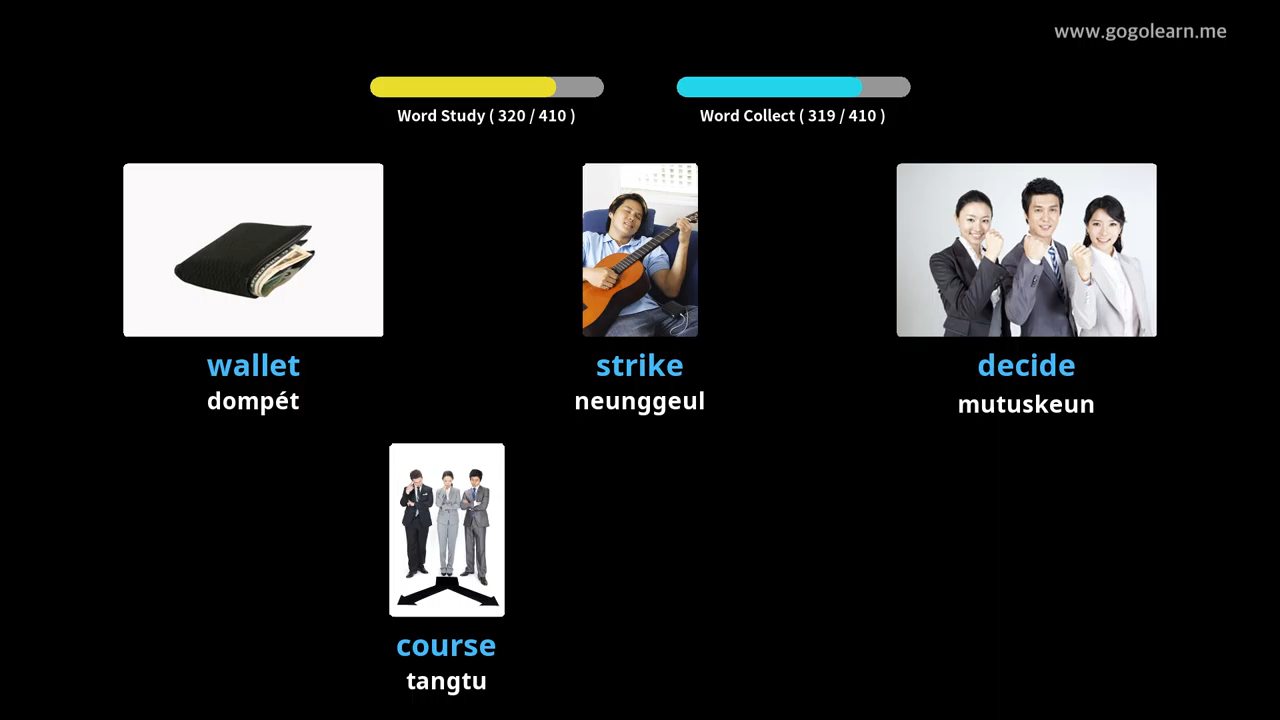 www.gogolearn.me
Word Study ( 320 / 410 )
Word Collect ( 319 / 410 )
wallet
dompét
strike
neunggeul
decide
mutuskeun
course
tangtu